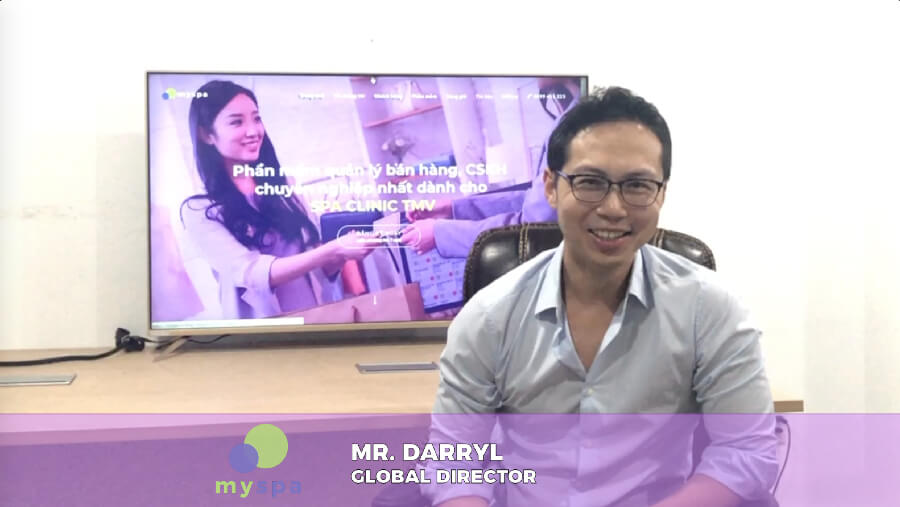 myspa
Phần mềm quản lý bán hàng, CSKH
chuyên nghiệp nhất dành cho
SPA CLINIC TMV
MR. DARRYL
GLOBAL DIRECTOR
myspa